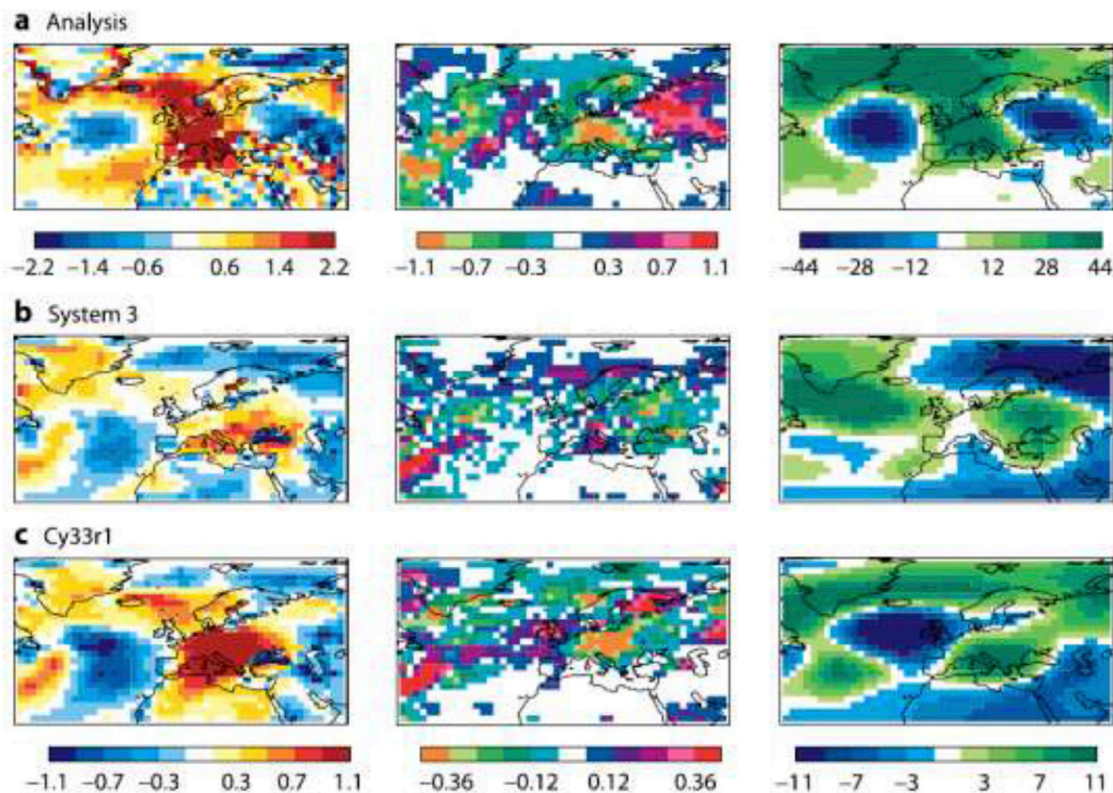 a Analysis
−2.2 −1.4 −0.6 0.6 1.4 2.2
−1.1 −0.7 −0.3 0.3 0.7 1.1
−44 −28 −12 12 28 44
b System 3
c Cy33r1
−1.1 −0.7 −0.3 0.3 0.7 1.1
−0.36 −0.12 0.12 0.36
−11 −7 −3 3 7 11